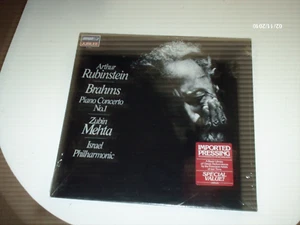 Arthur
Rubinstein
Brahms
Piano Concerto
No.1
Zubin
Mehta
Israel
Philharmonic
IMPORTED
PRESSING
SPECIAL
VALUE!